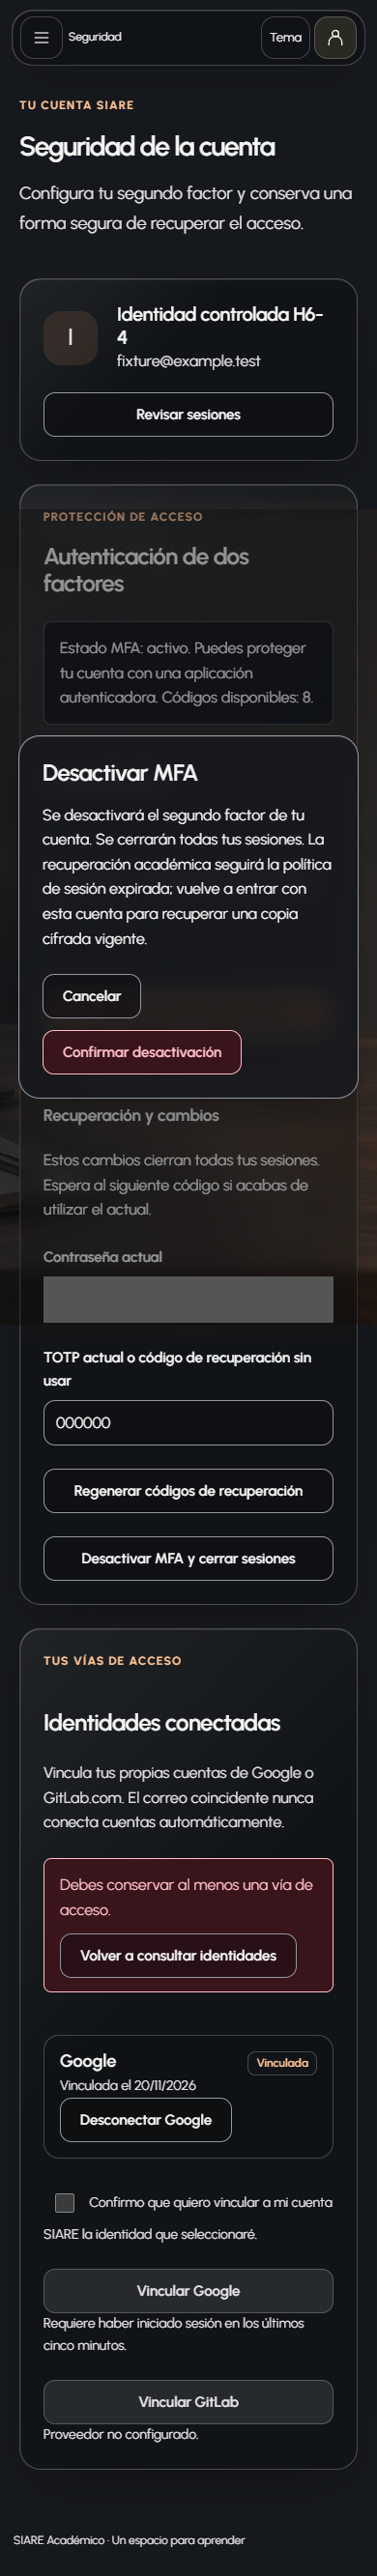 Seguridad
Tema
TU CUENTA SIARE
Seguridad de la cuenta
Configura tu segundo factor y conserva una
forma segura de recuperar el acceso.
I
Identidad controlada H6-
4
fixture@example.test
Revisar sesiones
PROTECCIÓN DE ACCESO
Autenticación de dos
factores
Estado MFA: activo. Puedes proteger
tu cuenta con una aplicación
autenticadora. Códigos disponibles: 8.
Desactivar MFA
Se desactivará el segundo factor de tu
cuenta. Se cerrarán todas tus sesiones. La
recuperación académica seguirá la política
de sesión expirada; vuelve a entrar con
esta cuenta para recuperar una copia
cifrada vigente.
Cancelar
Confirmar desactivación
Recuperación y cambios
Estos cambios cierran todas tus sesiones.
Espera al siguiente código si acabas de
utilizar el actual.
Contraseña actual
TOTP actual o código de recuperación sin
usar
000000
Regenerar códigos de recuperación
Desactivar MFA y cerrar sesiones
TUS VÍAS DE ACCESO
Identidades conectadas
Vincula tus propias cuentas de Google o
GitLab.com. El correo coincidente nunca
conecta cuentas automáticamente.
Debes conservar al menos una vía de
acceso.
Volver a consultar identidades
Google
Vinculada
Vinculada el 20/11/2026
Desconectar Google
Confirmo que quiero vincular a mi cuenta
SIARE la identidad que seleccionaré.
Vincular Google
Requiere haber iniciado sesión en los últimos
cinco minutos.
Vincular GitLab
Proveedor no configurado.
SIARE Académico · Un espacio para aprender